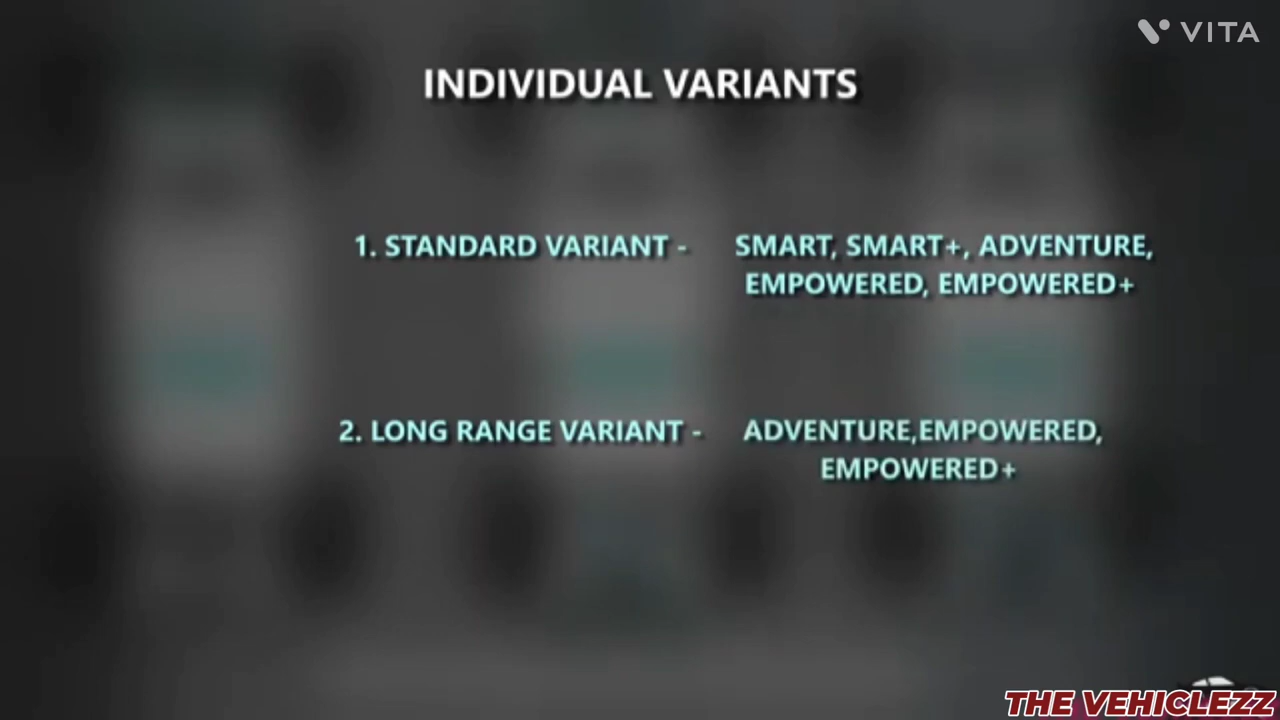 VITA
INDIVIDUAL VARIANTS
1. STANDARD VARIANT - SMART, SMART+, ADVENTURE,
EMPOWERED, EMPOWERED+
2. LONG RANGE VARIANT - ADVENTURE,EMPOWERED,
EMPOWERED+
THE VEHICLEZZ